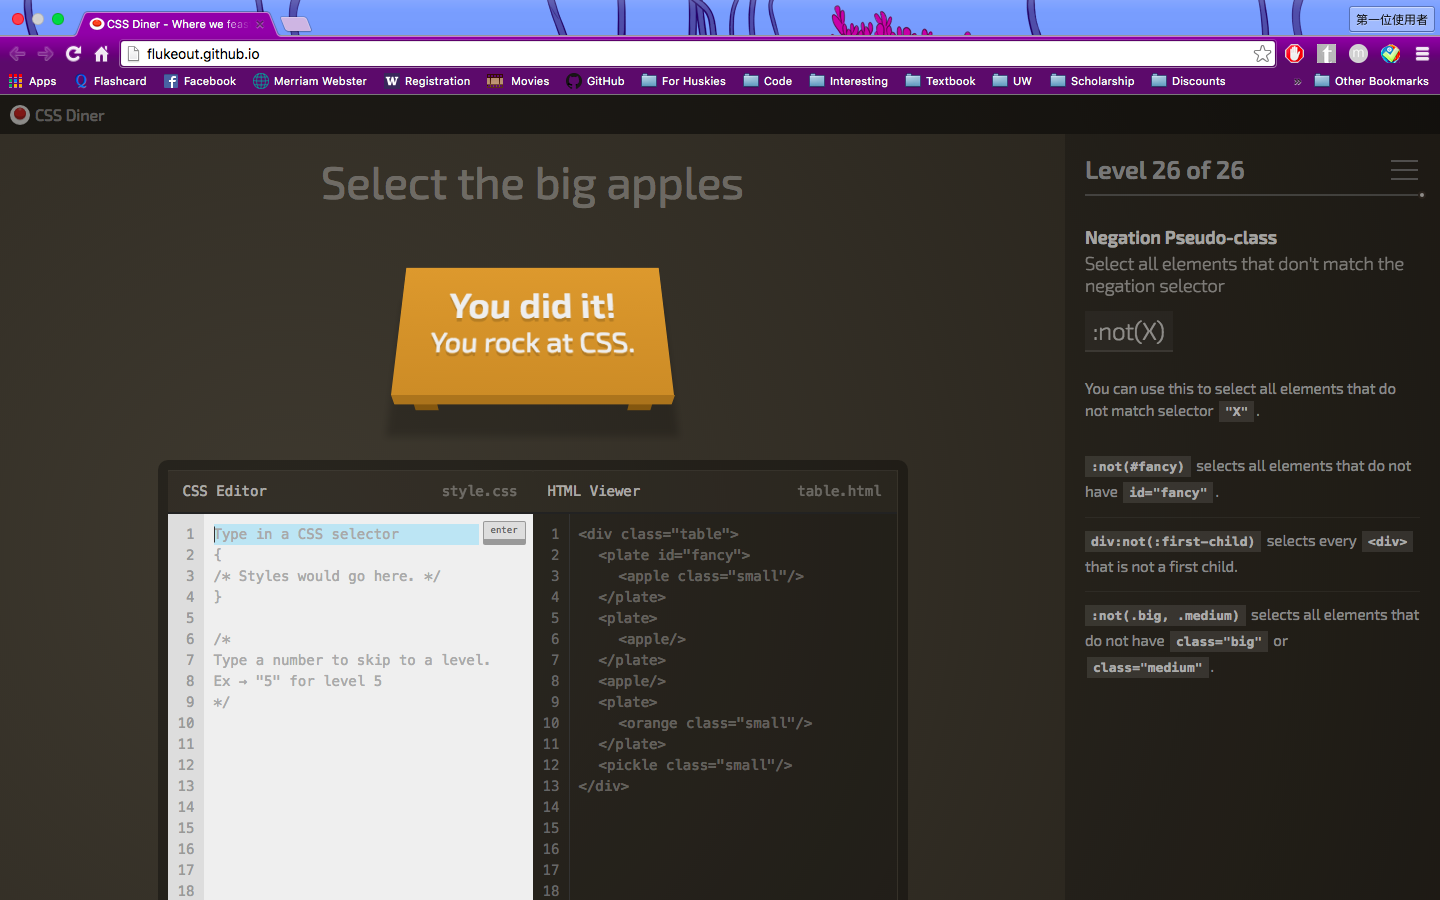 CSS Diner - Where we feas
第一位使用者
flukeout.github.io
Apps Flashcard Facebook Merriam Webster Registration Movies GitHub For Huskies Code Interesting Textbook UW Scholarship Discounts » Other Bookmarks
CSS Diner
Select the big apples
You did it!
You rock at CSS.
CSS Editor style.css
1 Type in a CSS selector enter
2 {
3 /* Styles would go here. */
4 }
5
6 /*
7 Type a number to skip to a level.
8 Ex → "5" for level 5
9 */
10
11
12
13
14
15
16
17
18
HTML Viewer table.html
1 <div class="table">
2 <plate id="fancy">
3 <apple class="small"/>
4 </plate>
5 <plate>
6 <apple/>
7 </plate>
8 <apple/>
9 <plate>
10 <orange class="small"/>
11 </plate>
12 <pickle class="small"/>
13 </div>
14
15
16
17
18
Level 26 of 26
Negation Pseudo-class
Select all elements that don't match the
negation selector
:not(X)
You can use this to select all elements that do
not match selector "X" .
:not(#fancy) selects all elements that do not
have id="fancy" .
div:not(:first-child) selects every <div>
that is not a first child.
:not(.big, .medium) selects all elements that
do not have class="big" or
class="medium" .